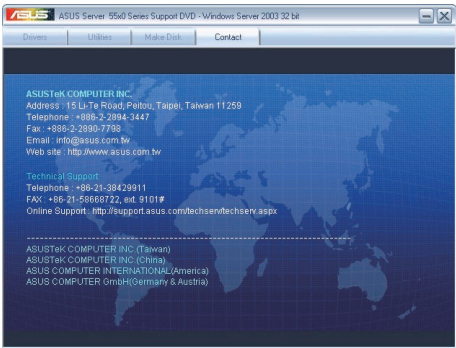 ASUS ASUS Server 55x0 Series Support DVD - Windows Server 2003 32 bit
Drivers Utilities Make Disk Contact
ASUSTeK COMPUTER INC.
Address : 15 Li-Te Road, Peitou, Taipei, Taiwan 11259
Telephone : +886-2-2894-3447
Fax : +886-2-2890-7798
Email : info@asus.com.tw
Web site : http://www.asus.com.tw
Technical Support
Telephone : +86-21-38429911
FAX : +86-21-58668722, ext. 9101#
Online Support : http://support.asus.com/techserv/techserv.aspx
ASUSTeK COMPUTER INC.(Taiwan)
ASUSTeK COMPUTER INC.(China)
ASUS COMPUTER INTERNATIONAL(America)
ASUS COMPUTER GmbH(Germany & Austria)